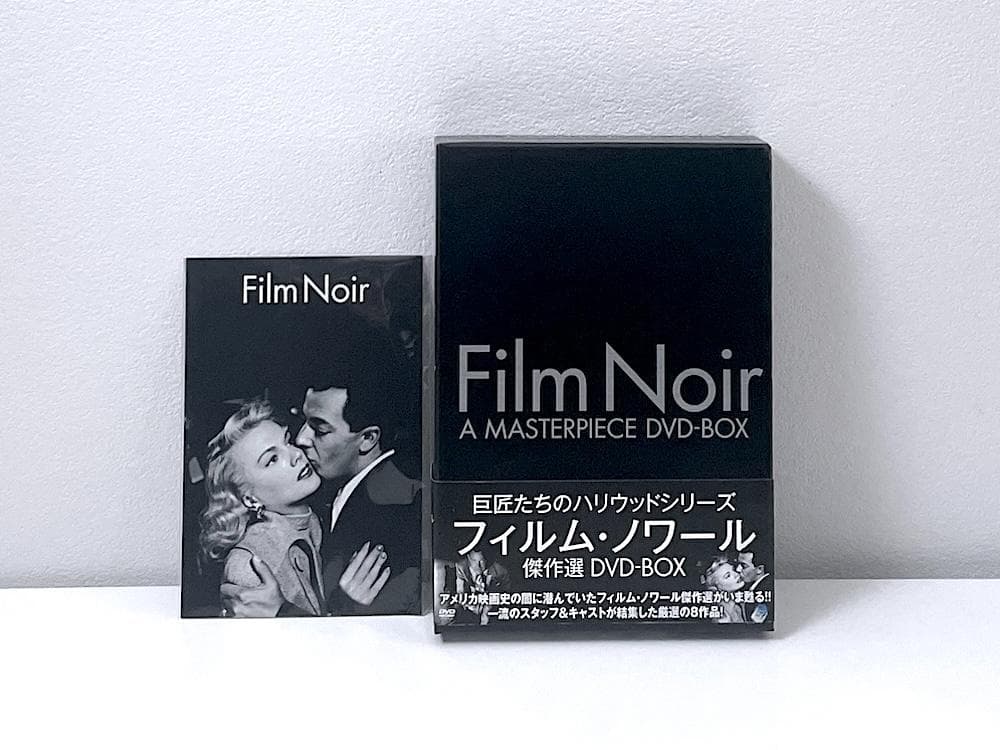 Film Noir
Film Noir
A MASTERPIECE DVD-BOX
巨匠たちのハリウッドシリーズ
フィルム・ノワール
傑作選 DVD-BOX
アメリカ映画史の闇に潜んでいたフィルム・ノワール傑作選がいま甦る!!
一流のスタッフ&キャストが結集した厳選の8作品!
DVD